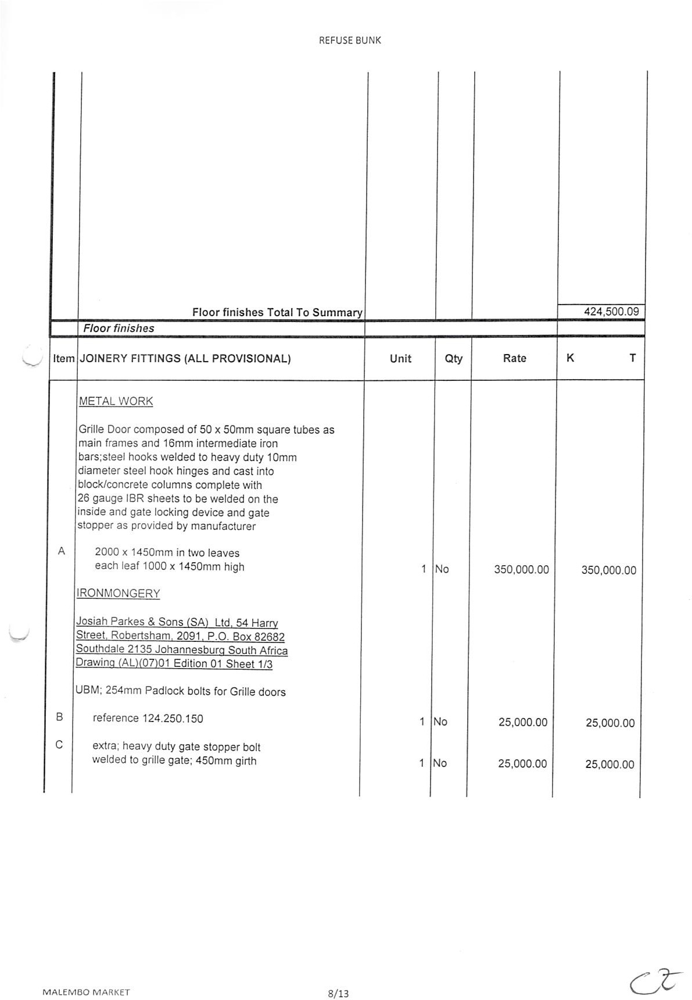 REFUSE BUNK
Floor finishes Total To Summary 424,500.09
Floor finishes
Item JOINERY FITTINGS (ALL PROVISIONAL) Unit Qty Rate K T
METAL WORK
Grille Door composed of 50 x 50mm square tubes as
main frames and 16mm intermediate iron
bars;steel hooks welded to heavy duty 10mm
diameter steel hook hinges and cast into
block/concrete columns complete with
26 gauge IBR sheets to be welded on the
inside and gate locking device and gate
stopper as provided by manufacturer
A 2000 x 1450mm in two leaves
each leaf 1000 x 1450mm high 1 No 350,000.00 350,000.00
IRONMONGERY
Josiah Parkes & Sons (SA) Ltd, 54 Harry
Street, Robertsham, 2091, P.O. Box 82682
Southdale 2135 Johannesburg South Africa
Drawing (AL)(07)01 Edition 01 Sheet 1/3
UBM; 254mm Padlock bolts for Grille doors
B reference 124.250.150 1 No 25,000.00 25,000.00
C extra; heavy duty gate stopper bolt
welded to grille gate; 450mm girth 1 No 25,000.00 25,000.00
MALEMBO MARKET 8/13